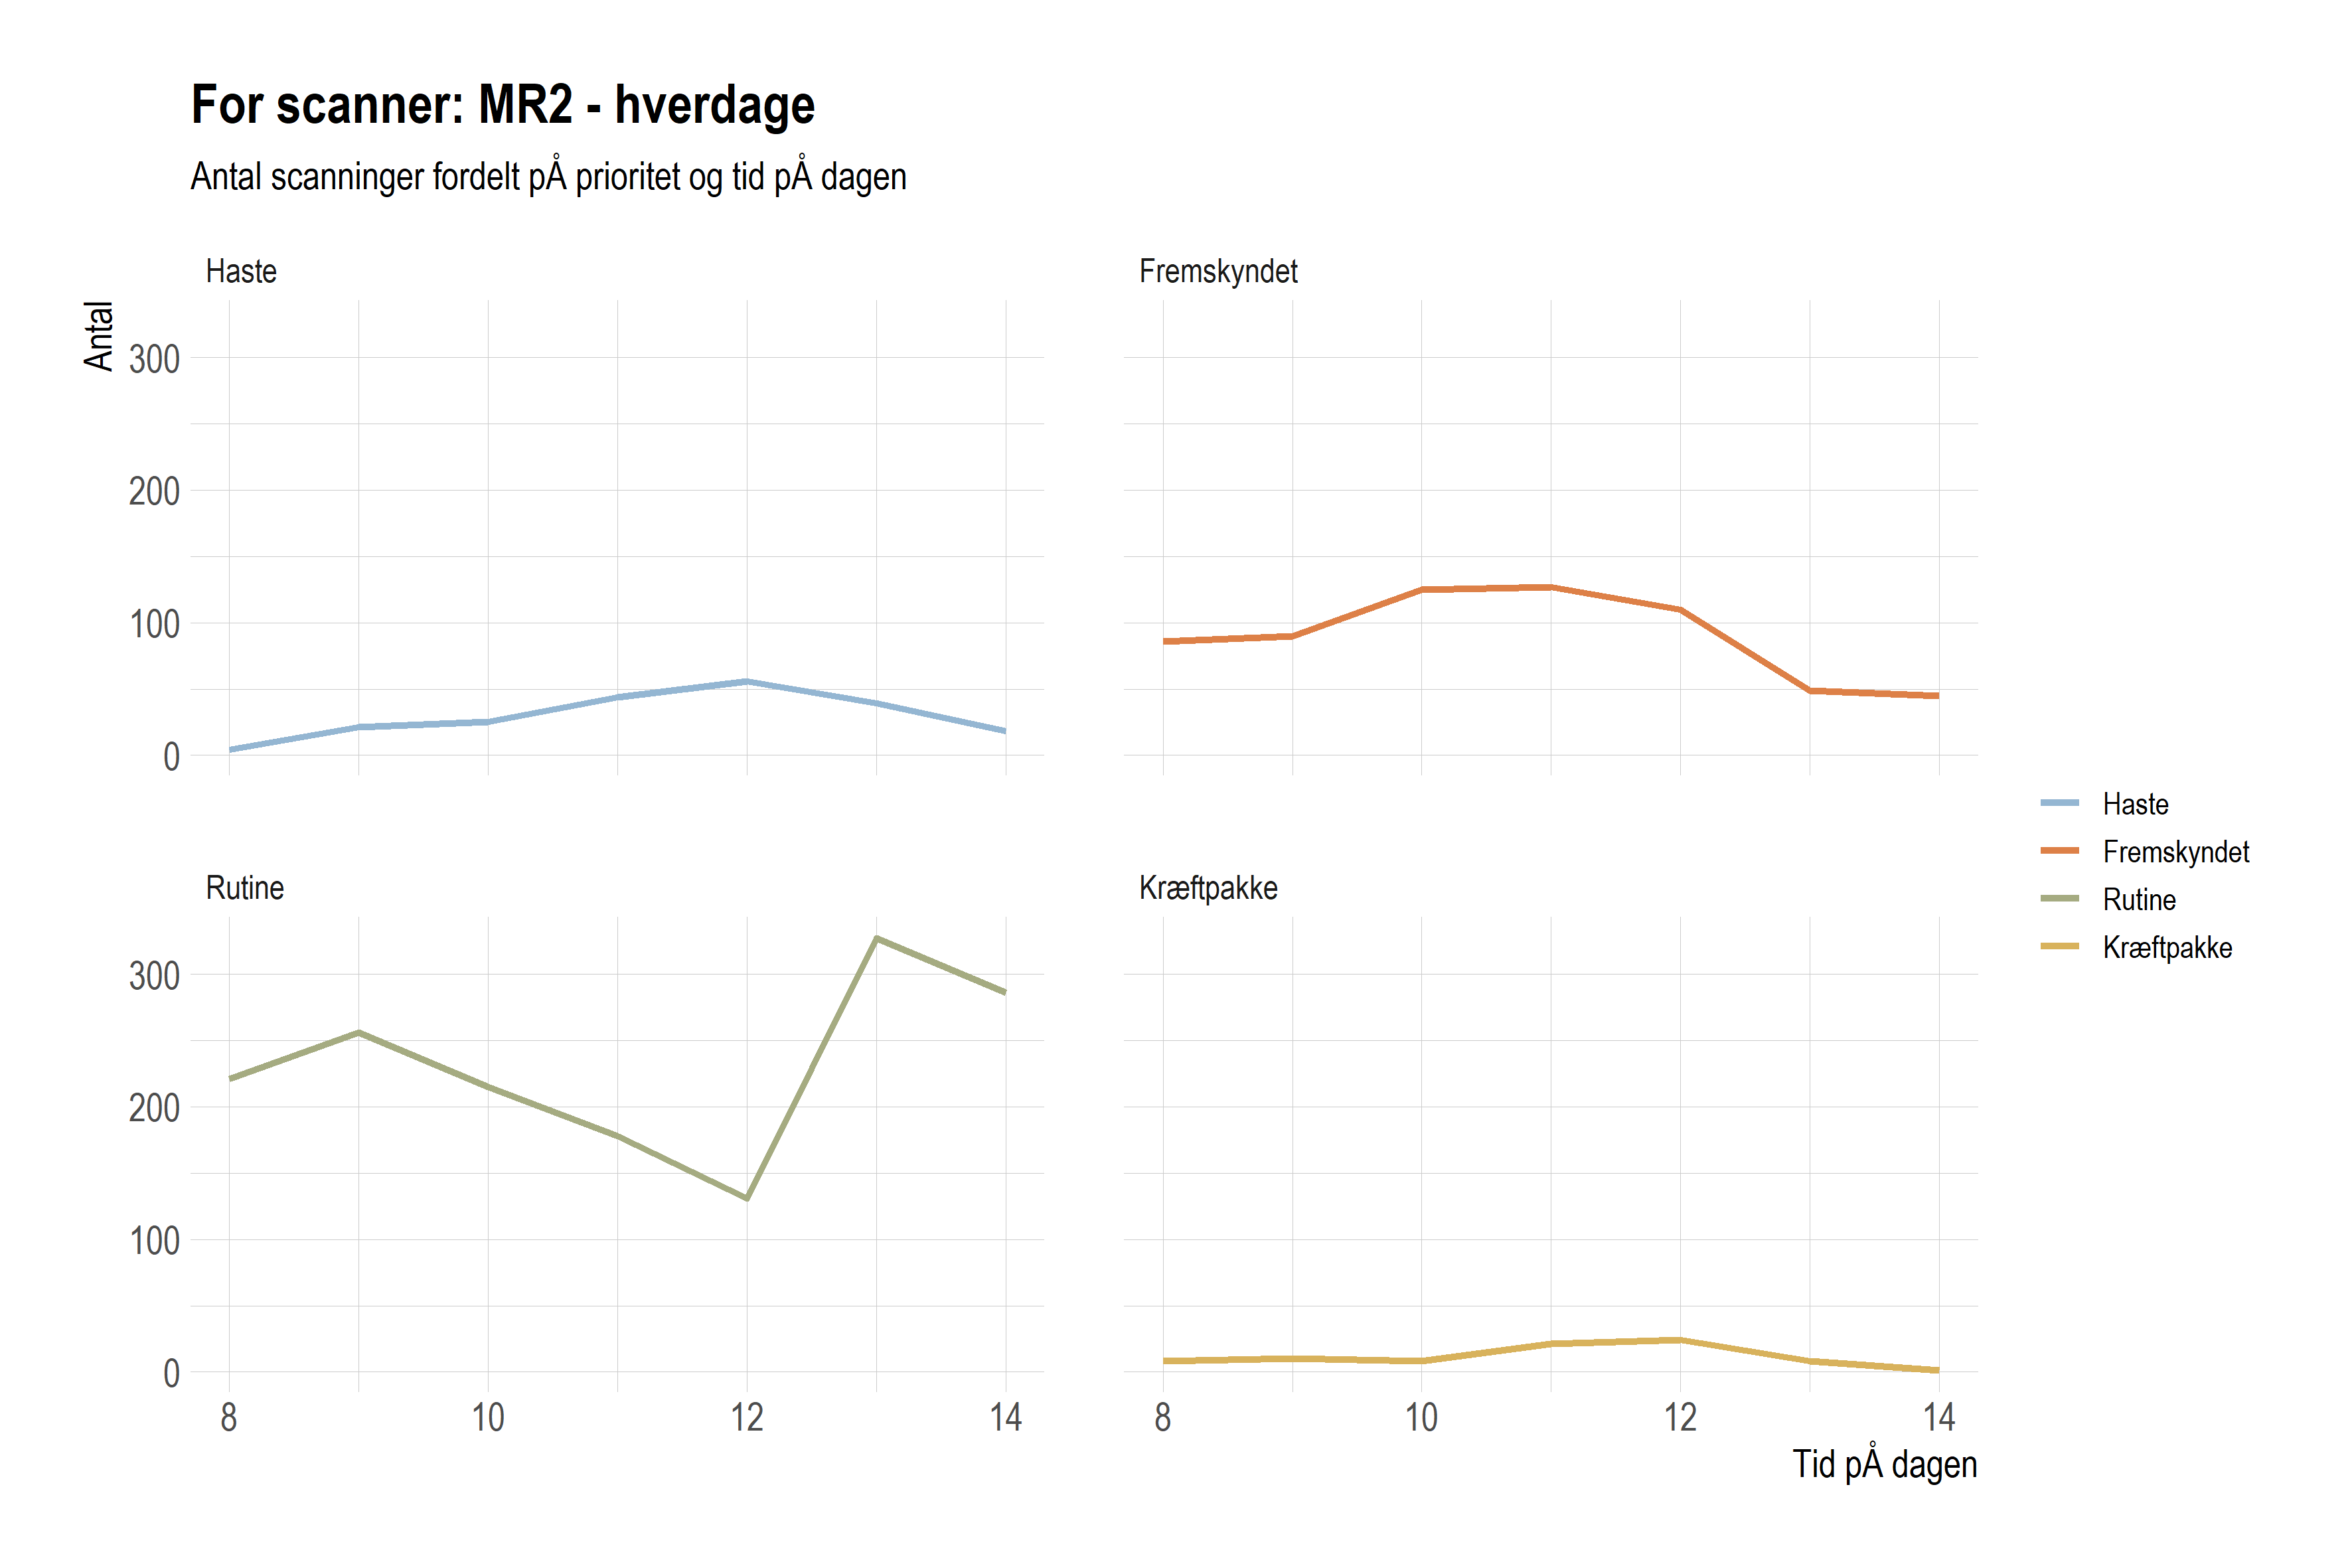 For scanner: MR2 - hverdage
Antal scanninger fordelt pÅ prioritet og tid pÅ dagen
Haste
Fremskyndet
Antal
300
200
100
0
Rutine
Kræftpakke
300
200
100
0
8 10 12 14
8 10 12 14
Tid pÅ dagen
Haste
Fremskyndet
Rutine
Kræftpakke